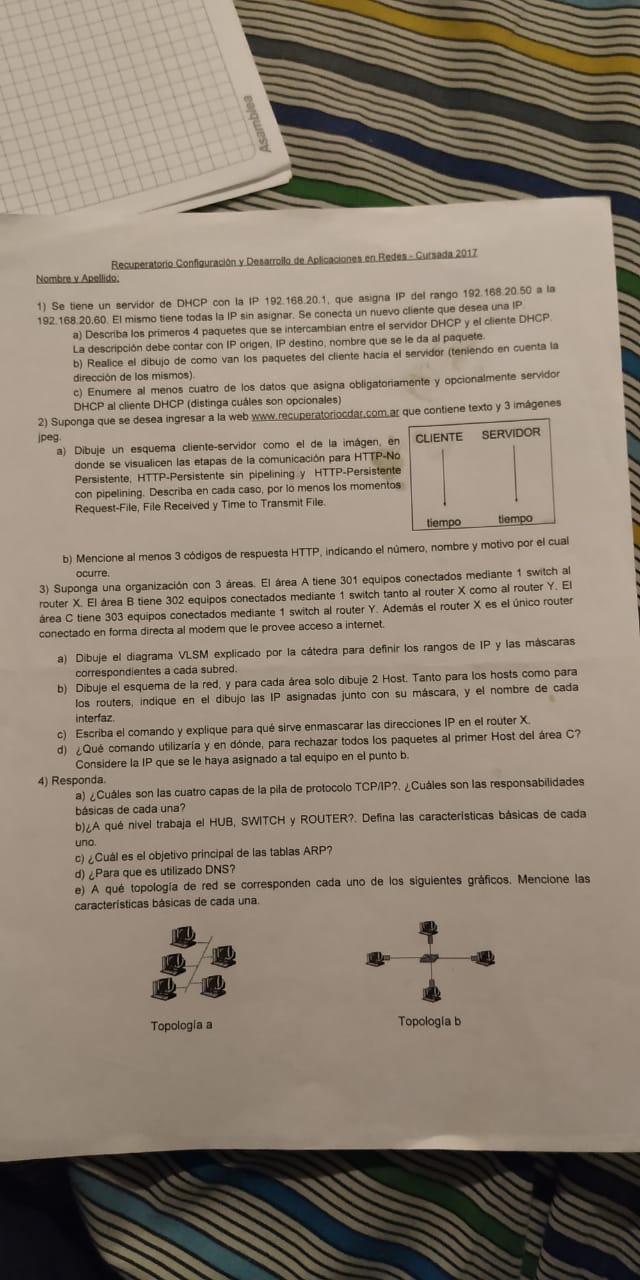 Asamblea
Recuperatorio Configuración y Desarrollo de Aplicaciones en Redes - Cursada 2017
Nombre y Apellido:
1) Se tiene un servidor de DHCP con la IP 192.168.20.1, que asigna IP del rango 192.168.20.50 a la
192.168.20.60. El mismo tiene todas la IP sin asignar. Se conecta un nuevo cliente que desea una IP.
a) Describa los primeros 4 paquetes que se intercambian entre el servidor DHCP y el cliente DHCP.
La descripción debe contar con IP origen, IP destino, nombre que se le da al paquete.
b) Realice el dibujo de como van los paquetes del cliente hacia el servidor (teniendo en cuenta la
dirección de los mismos).
c) Enumere al menos cuatro de los datos que asigna obligatoriamente y opcionalmente servidor
DHCP al cliente DHCP (distinga cuáles son opcionales)
2) Suponga que se desea ingresar a la web www.recuperatoriocdar.com.ar que contiene texto y 3 imágenes
jpeg.
a) Dibuje un esquema cliente-servidor como el de la imágen, en
donde se visualicen las etapas de la comunicación para HTTP-No
Persistente, HTTP-Persistente sin pipelining y HTTP-Persistente
con pipelining. Describa en cada caso, por lo menos los momentos
Request-File, File Received y Time to Transmit File.
CLIENTE SERVIDOR
tiempo tiempo
b) Mencione al menos 3 códigos de respuesta HTTP, indicando el número, nombre y motivo por el cual
ocurre.
3) Suponga una organización con 3 áreas. El área A tiene 301 equipos conectados mediante 1 switch al
router X. El área B tiene 302 equipos conectados mediante 1 switch tanto al router X como al router Y. El
área C tiene 303 equipos conectados mediante 1 switch al router Y. Además el router X es el único router
conectado en forma directa al modem que le provee acceso a internet.
a) Dibuje el diagrama VLSM explicado por la cátedra para definir los rangos de IP y las máscaras
correspondientes a cada subred.
b) Dibuje el esquema de la red, y para cada área solo dibuje 2 Host. Tanto para los hosts como para
los routers, indique en el dibujo las IP asignadas junto con su máscara, y el nombre de cada
interfaz.
c) Escriba el comando y explique para qué sirve enmascarar las direcciones IP en el router X.
d) ¿Qué comando utilizaría y en dónde, para rechazar todos los paquetes al primer Host del área C?
Considere la IP que se le haya asignado a tal equipo en el punto b.
4) Responda.
a) ¿Cuáles son las cuatro capas de la pila de protocolo TCP/IP?. ¿Cuáles son las responsabilidades
básicas de cada una?
b)¿A qué nivel trabaja el HUB, SWITCH y ROUTER?. Defina las características básicas de cada
uno.
c) ¿Cuál es el objetivo principal de las tablas ARP?
d) ¿Para que es utilizado DNS?
e) A qué topología de red se corresponden cada uno de los siguientes gráficos. Mencione las
características básicas de cada una.
Topología a Topología b